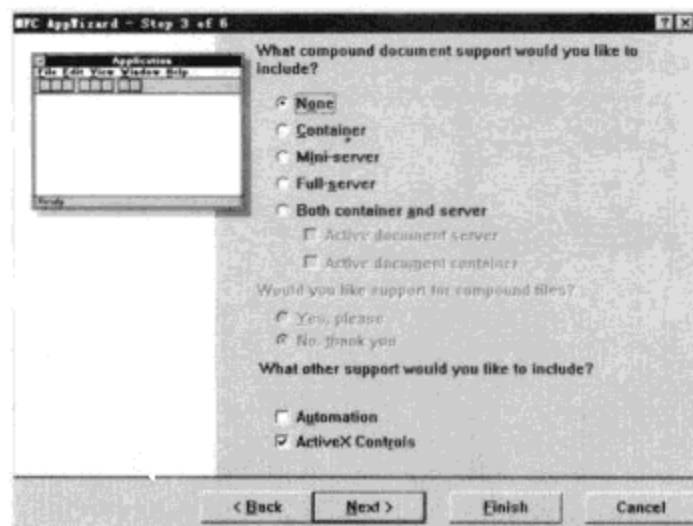 MFC AppWizard - Step 3 of 6
Application
File Edit View Window Help
Ready
What compound document support would you like to
include?
None
Container
Mini-server
Full-server
Both container and server
Active document server
Active document container
Would you like support for compound files?
Yes, please
No, thank you
What other support would you like to include?
Automation
ActiveX Controls
< Back
Next >
Finish
Cancel